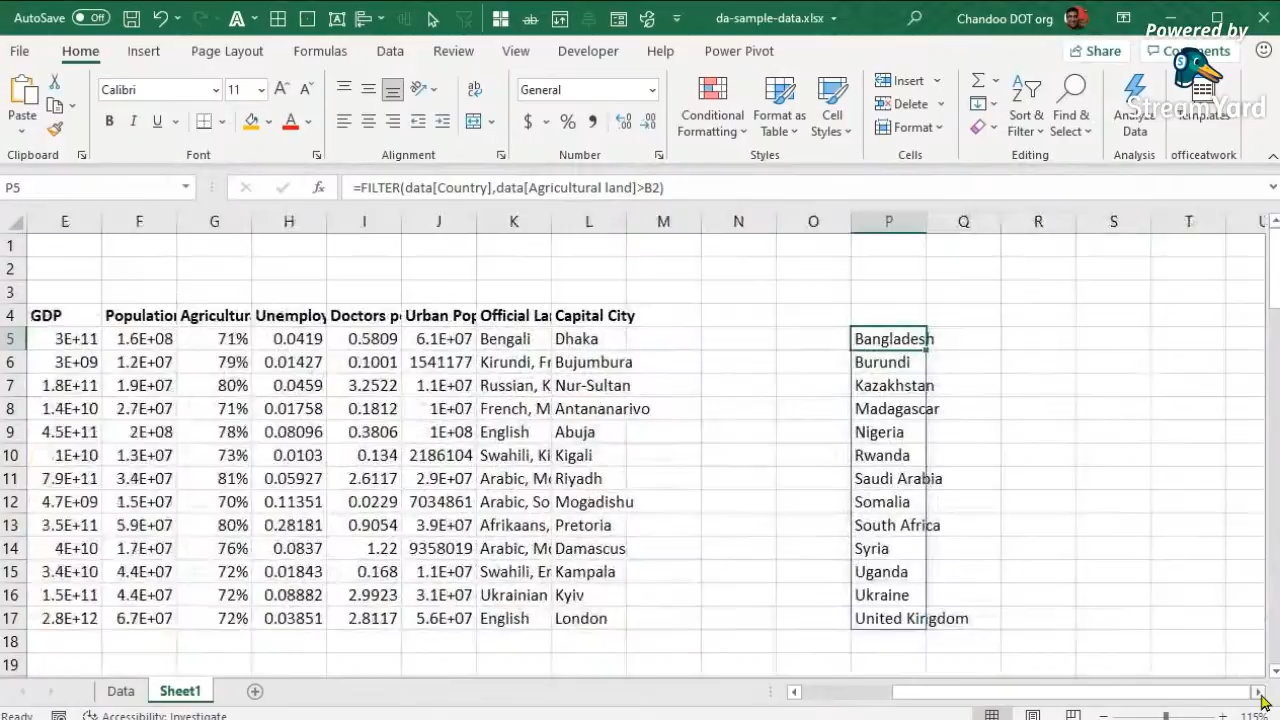 AutoSave Off da-sample-data.xlsx Chandoo DOT org
Powered by
StreamYard
File Home Insert Page Layout Formulas Data Review View Developer Help Power Pivot Share Comments
Paste Calibri 11 General Conditional Formatting Format as Table Cell Styles Insert Delete Format Sort & Filter Find & Select Analyze Data Templates
Clipboard Font Alignment Number Styles Cells Editing Analysis officeatwork
P5 fx =FILTER(data[Country],data[Agricultural land]>B2)
E F G H I J K L M N O P Q R S T U
1
2
3
4 GDP Population Agricultur Unemploy Doctors p Urban Pop Official La Capital City
5 3E+11 1.6E+08 71% 0.0419 0.5809 6.1E+07 Bengali Dhaka Bangladesh
6 3E+09 1.2E+07 79% 0.01427 0.1001 1541177 Kirundi, Fr Bujumbura Burundi
7 1.8E+11 1.9E+07 80% 0.0459 3.2522 1.1E+07 Russian, K Nur-Sultan Kazakhstan
8 1.4E+10 2.7E+07 71% 0.01758 0.1812 1E+07 French, M Antananarivo Madagascar
9 4.5E+11 2E+08 78% 0.08096 0.3806 1E+08 English Abuja Nigeria
10 1E+10 1.3E+07 73% 0.0103 0.134 2186104 Swahili, Ki Kigali Rwanda
11 7.9E+11 3.4E+07 81% 0.05927 2.6117 2.9E+07 Arabic, Mo Riyadh Saudi Arabia
12 4.7E+09 1.5E+07 70% 0.11351 0.0229 7034861 Arabic, So Mogadishu Somalia
13 3.5E+11 5.9E+07 80% 0.28181 0.9054 3.9E+07 Afrikaans, Pretoria South Africa
14 4E+10 1.7E+07 76% 0.0837 1.22 9358019 Arabic, Mo Damascus Syria
15 3.4E+10 4.4E+07 72% 0.01843 0.168 1.1E+07 Swahili, En Kampala Uganda
16 1.5E+11 4.4E+07 72% 0.08882 2.9923 3.1E+07 Ukrainian Kyiv Ukraine
17 2.8E+12 6.7E+07 72% 0.03851 2.8117 5.6E+07 English London United Kingdom
18
19
Data Sheet1
Ready Accessibility: Investigate 115%